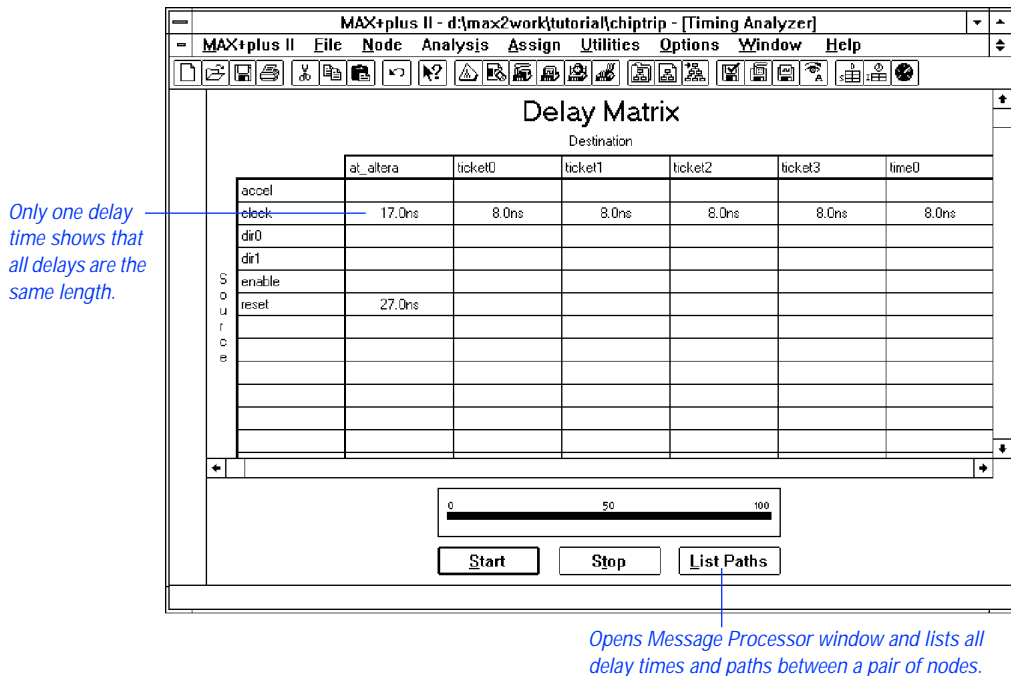 MAX+plus II - d:\max2work\tutorial\chiptrip - [Timing Analyzer]
MAX+plus II File Node Analysis Assign Utilities Options Window Help
Delay Matrix
Destination
at_altera ticket0 ticket1 ticket2 ticket3 time0
accel
clock 17.0ns 8.0ns 8.0ns 8.0ns 8.0ns 8.0ns
dir0
dir1
enable
reset 27.0ns
Source
Only one delay
time shows that
all delays are the
same length.
0 50 100
Start Stop List Paths
Opens Message Processor window and lists all
delay times and paths between a pair of nodes.